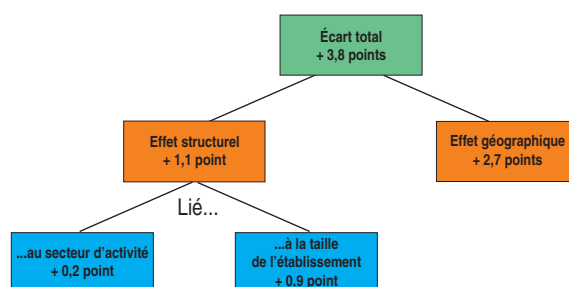 Écart total
+ 3,8 points
Effet structurel
+ 1,1 point
Effet géographique
+ 2,7 points
Lié...
...au secteur d'activité
+ 0,2 point
...à la taille
de l'établissement
+ 0,9 point